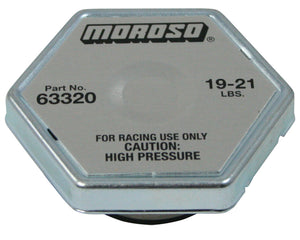 MOROSO®
Part No.
63320
19-21
LBS.
FOR RACING USE ONLY
CAUTION:
HIGH PRESSURE